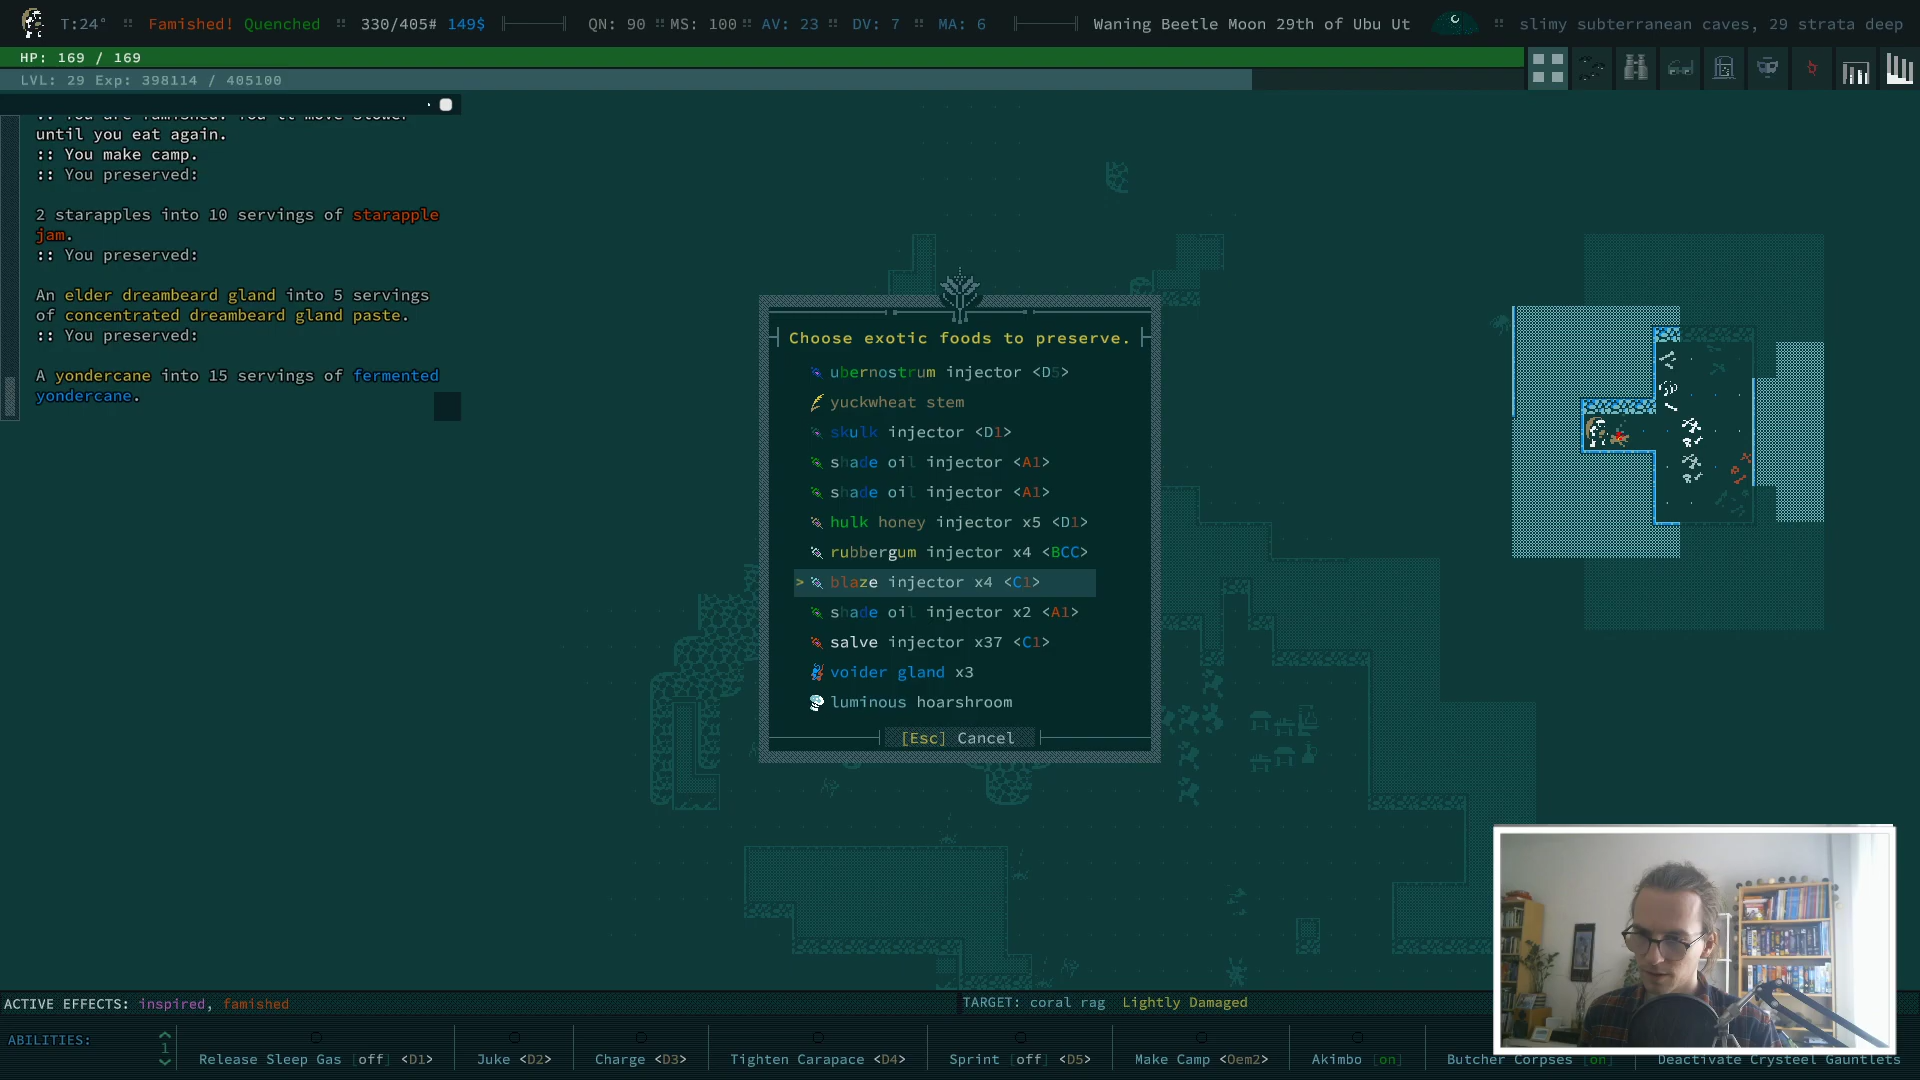 T:24° :: Famished! Quenched :: 330/405# 149$ QN: 90 :: MS: 100 :: AV: 23 :: DV: 7 :: MA: 6 Waning Beetle Moon 29th of Ubu Ut :: slimy subterranean caves, 29 strata deep
HP: 169 / 169
LVL: 29 Exp: 398114 / 405100
:: You are famished! You'll move slower
until you eat again.
:: You make camp.
:: You preserved:
2 starapples into 10 servings of starapple
jam.
:: You preserved:
An elder dreambeard gland into 5 servings
of concentrated dreambeard gland paste.
:: You preserved:
A yondercane into 15 servings of fermented
yondercane.
Choose exotic foods to preserve.
ubernostrum injector <D5>
yuckwheat stem
skulk injector <D1>
shade oil injector <A1>
shade oil injector <A1>
hulk honey injector x5 <D1>
rubbergum injector x4 <BCC>
> blaze injector x4 <C1>
shade oil injector x2 <A1>
salve injector x37 <C1>
voider gland x3
luminous hoarshroom
[Esc] Cancel
ACTIVE EFFECTS: inspired, famished
TARGET: coral rag Lightly Damaged
ABILITIES: 1 Release Sleep Gas [off] <D1> Juke <D2> Charge <D3> Tighten Carapace <D4> Sprint [off] <D5> Make Camp <Oem2> Akimbo [on] Butcher Corpses [on] Deactivate Crysteel Gauntlets